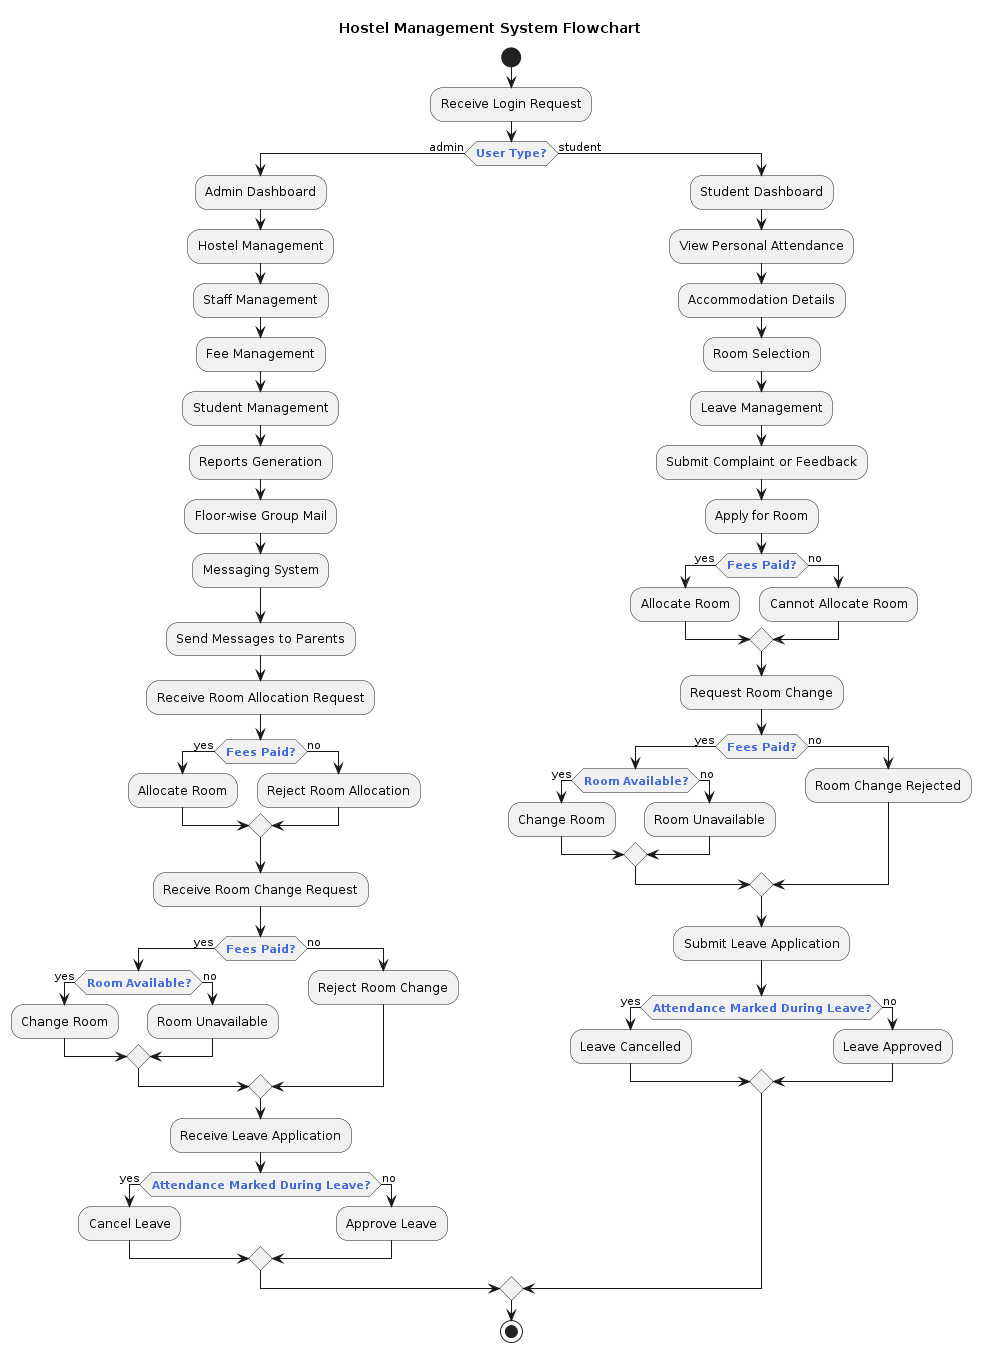 Hostel Management System Flowchart
Receive Login Request
admin
User Type?
student
Admin Dashboard
Hostel Management
Staff Management
Fee Management
Student Management
Reports Generation
Floor-wise Group Mail
Messaging System
Send Messages to Parents
Receive Room Allocation Request
yes
Fees Paid?
no
Allocate Room
Reject Room Allocation
Receive Room Change Request
yes
Fees Paid?
no
yes
Room Available?
no
Reject Room Change
Change Room
Room Unavailable
Receive Leave Application
yes
Attendance Marked During Leave?
no
Cancel Leave
Approve Leave
Student Dashboard
View Personal Attendance
Accommodation Details
Room Selection
Leave Management
Submit Complaint or Feedback
Apply for Room
yes
Fees Paid?
no
Allocate Room
Cannot Allocate Room
Request Room Change
yes
Fees Paid?
no
yes
Room Available?
no
Room Change Rejected
Change Room
Room Unavailable
Submit Leave Application
yes
Attendance Marked During Leave?
no
Leave Cancelled
Leave Approved